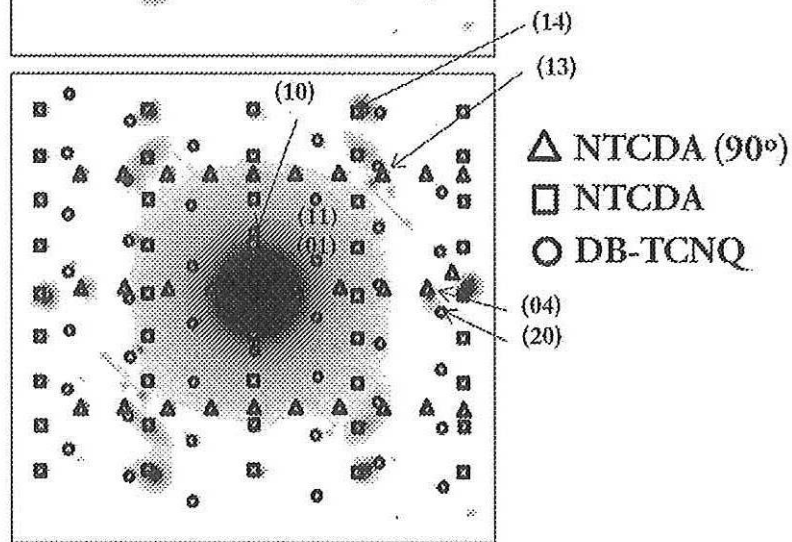 (14)
(13)
(10)
(11)
(01)
(04)
(20)
NTCDA (90°)
NTCDA
DB-TCNQ